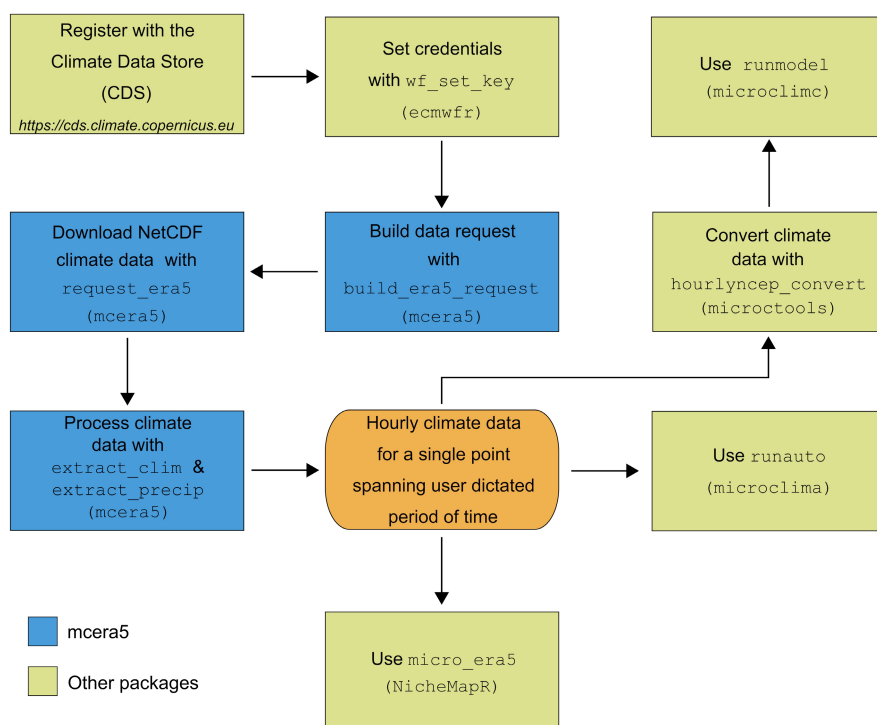 Register with the
Climate Data Store
(CDS)
https://cds.climate.copernicus.eu
Set credentials
with wf_set_key
(ecmwfr)
Use runmodel
(microclimc)
Download NetCDF
climate data with
request_era5
(mcera5)
Build data request
with
build_era5_request
(mcera5)
Convert climate
data with
hourlyncep_convert
(microctools)
Process climate
data with
extract_clim &
extract_precip
(mcera5)
Hourly climate data
for a single point
spanning user dictated
period of time
Use runauto
(microclima)
mcera5
Other packages
Use micro_era5
(NicheMapR)